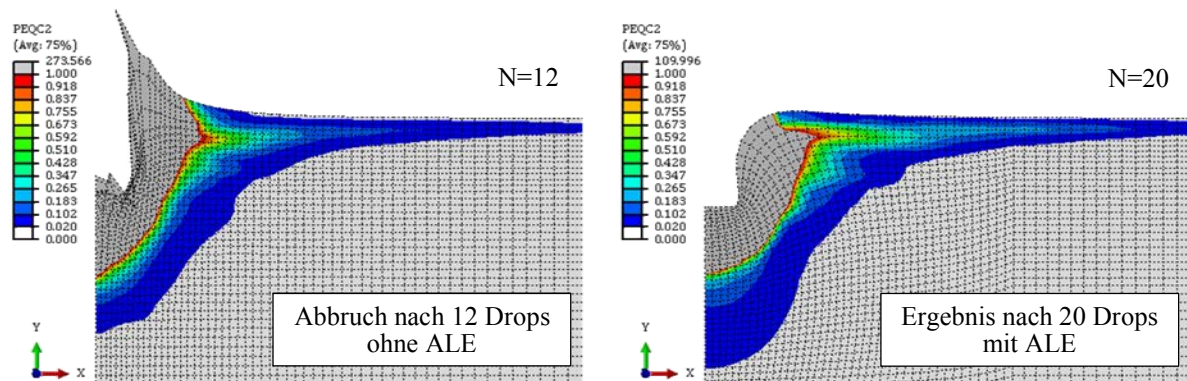 PEQC2
(Avg: 75%)
273.566
1.000
0.918
0.837
0.755
0.673
0.592
0.510
0.428
0.347
0.265
0.184
0.102
0.020
0.000
N=12
Abbruch nach 12 Drops
ohne ALE
Y
X
PEQC2
(Avg: 75%)
109.996
1.000
0.918
0.837
0.755
0.673
0.592
0.510
0.428
0.347
0.265
0.184
0.102
0.020
0.000
N=20
Ergebnis nach 20 Drops
mit ALE
Y
X